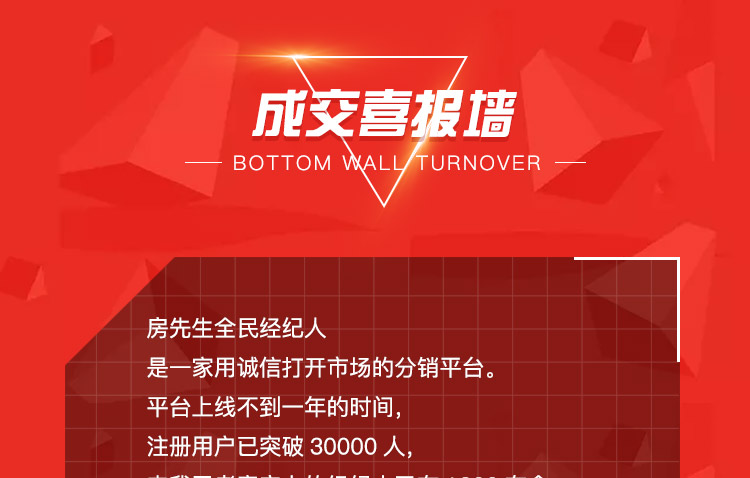 成交喜报墙
BOTTOM WALL TURNOVER
房先生全民经纪人
是一家用诚信打开市场的分销平台。
平台上线不到一年的时间,
注册用户已突破 30000 人,